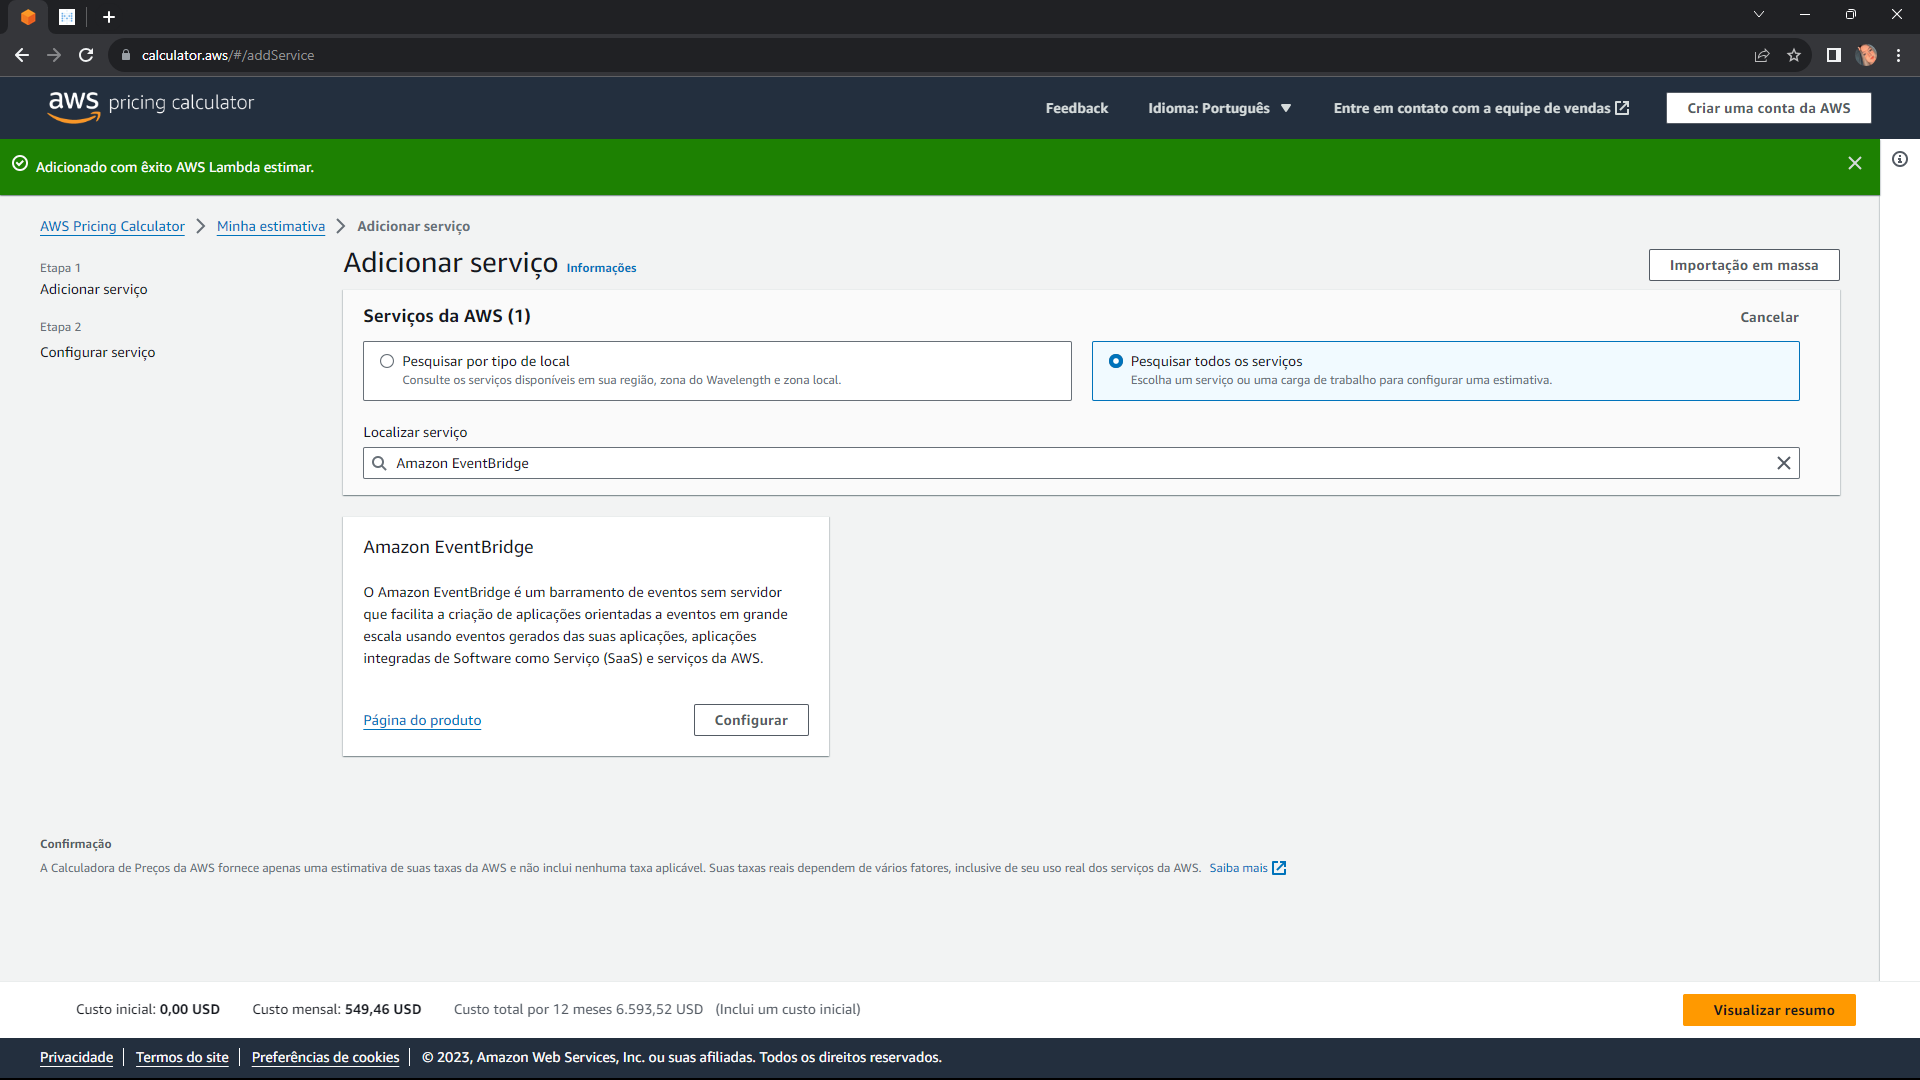 calculator.aws/#/addService
aws pricing calculator
Feedback
Idioma: Português
Entre em contato com a equipe de vendas
Criar uma conta da AWS
Adicionado com êxito AWS Lambda estimar.
AWS Pricing Calculator
Minha estimativa
Adicionar serviço
Etapa 1
Adicionar serviço
Etapa 2
Configurar serviço
Adicionar serviço Informações
Importação em massa
Serviços da AWS (1)
Cancelar
Pesquisar por tipo de local
Consulte os serviços disponíveis em sua região, zona do Wavelength e zona local.
Pesquisar todos os serviços
Escolha um serviço ou uma carga de trabalho para configurar uma estimativa.
Localizar serviço
Amazon EventBridge
Amazon EventBridge
O Amazon EventBridge é um barramento de eventos sem servidor
que facilita a criação de aplicações orientadas a eventos em grande
escala usando eventos gerados das suas aplicações, aplicações
integradas de Software como Serviço (SaaS) e serviços da AWS.
Página do produto
Configurar
Confirmação
A Calculadora de Preços da AWS fornece apenas uma estimativa de suas taxas da AWS e não inclui nenhuma taxa aplicável. Suas taxas reais dependem de vários fatores, inclusive de seu uso real dos serviços da AWS. Saiba mais
Custo inicial: 0,00 USD
Custo mensal: 549,46 USD
Custo total por 12 meses 6.593,52 USD (Inclui um custo inicial)
Visualizar resumo
Privacidade
Termos do site
Preferências de cookies
© 2023, Amazon Web Services, Inc. ou suas afiliadas. Todos os direitos reservados.